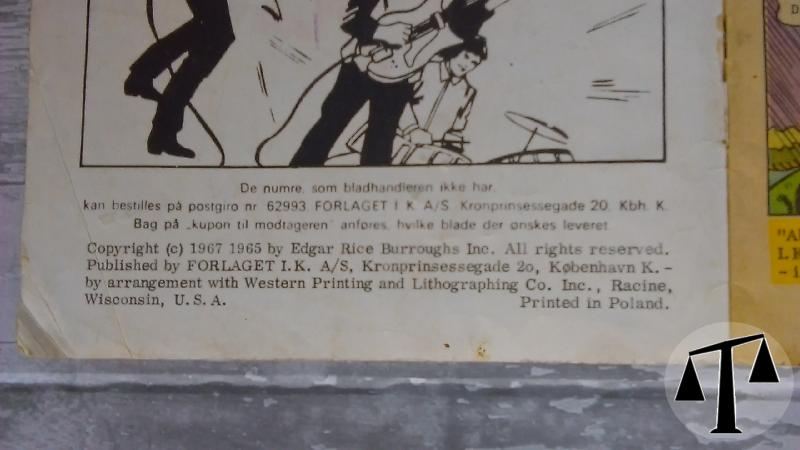 De numre, som bladhandleren ikke har,
kan bestilles på postgiro nr 62993 FORLAGET I K A/S, Kronprinsessegade 20, Kbh. K.
Bag på „kupon til modtageren" anføres, hvilke blade der ønskes leveret
Copyright (c) 1967 1965 by Edgar Rice Burroughs Inc. All rights reserved.
Published by FORLAGET I.K. A/S, Kronprinsessegade 2o, København K. -
by arrangement with Western Printing and Lithographing Co. Inc., Racine,
Wisconsin, U.S.A. Printed in Poland.